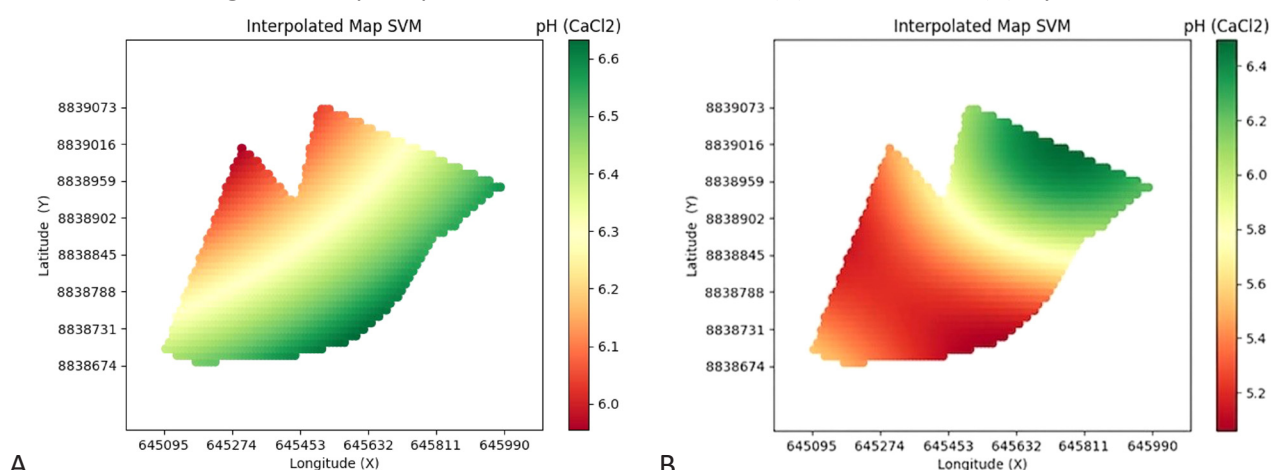 Interpolated Map SVM
pH (CaCl2)
Latitude (Y)
8839073
8839016
8838959
8838902
8838845
8838788
8838731
8838674
6.6
6.5
6.4
6.3
6.2
6.1
6.0
645095 645274 645453 645632 645811 645990
Longitude (X)
A
Interpolated Map SVM
pH (CaCl2)
Latitude (Y)
8839073
8839016
8838959
8838902
8838845
8838788
8838731
8838674
6.4
6.2
6.0
5.8
5.6
5.4
5.2
645095 645274 645453 645632 645811 645990
Longitude (X)
B